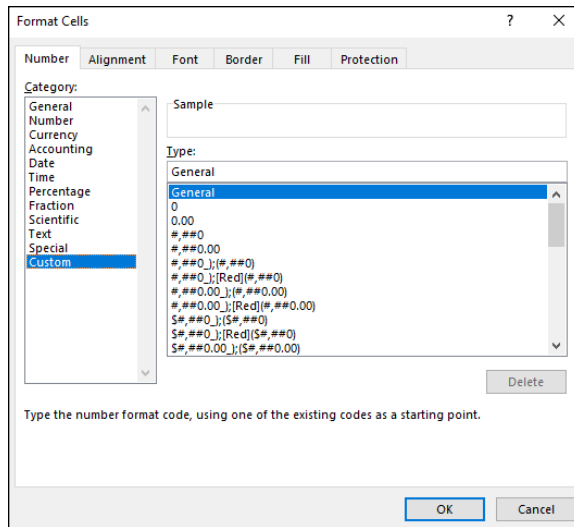 Format Cells ? X
Number Alignment Font Border Fill Protection
Category:
General
Number
Currency
Accounting
Date
Time
Percentage
Fraction
Scientific
Text
Special
Custom
Sample
Type:
General
General
0
0.00
#,##0
#,##0.00
#,##0_);(#,##0)
#,##0_);[Red](#,##0)
#,##0.00_);(#,##0.00)
#,##0.00_);[Red](#,##0.00)
$#,##0_);($#,##0)
$#,##0_);[Red]($#,##0)
$#,##0.00_);($#,##0.00)
Delete
Type the number format code, using one of the existing codes as a starting point.
OK Cancel